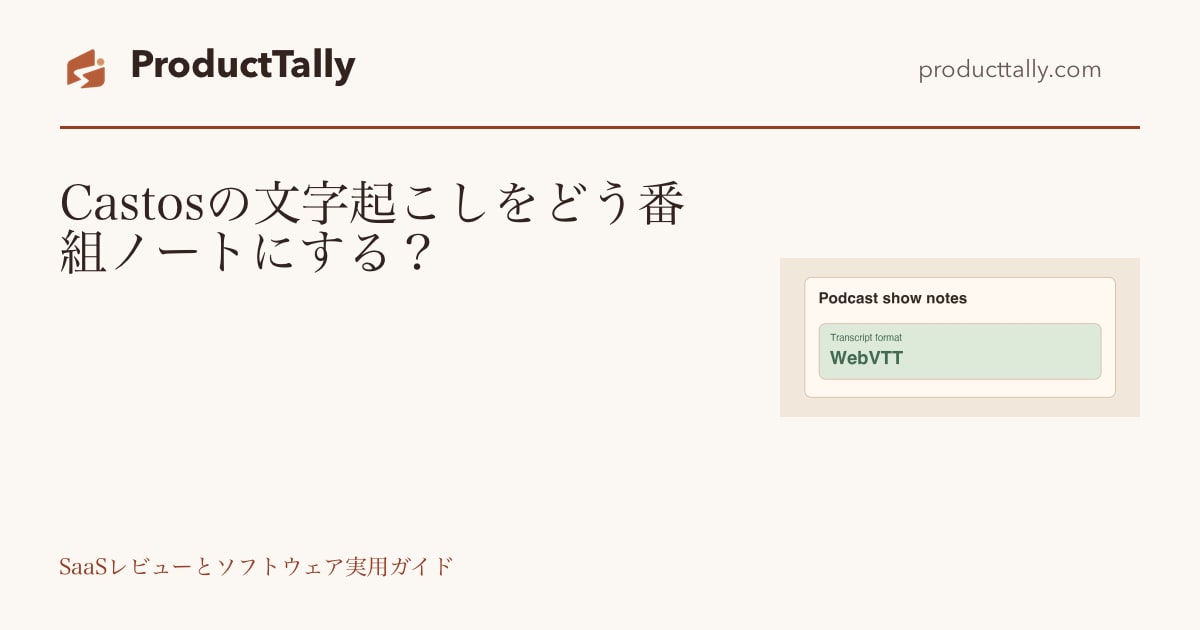 ProductTally
producttally.com
Castosの文字起こしをどう番
組ノートにする？
Podcast show notes
Transcript format
WebVTT
SaaSレビューとソフトウェア実用ガイド